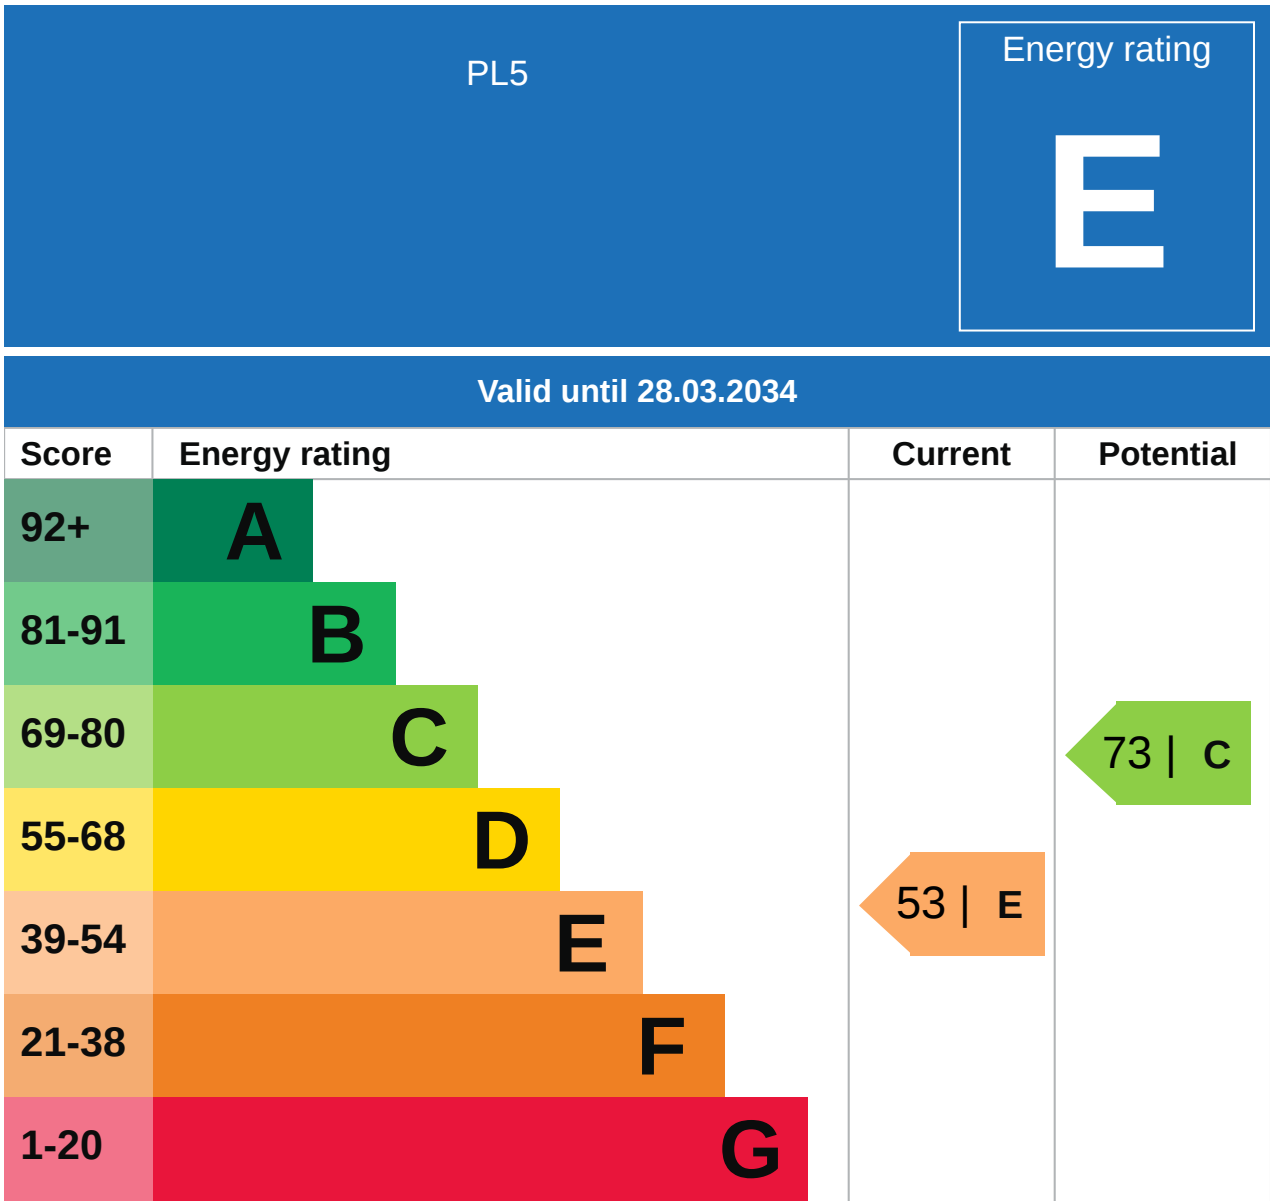 PL5
Energy rating
E
Valid until 28.03.2034
Score Energy rating Current Potential
92+ A
81-91 B
69-80 C
73 | C
55-68 D
53 | E
39-54 E
21-38 F
1-20 G